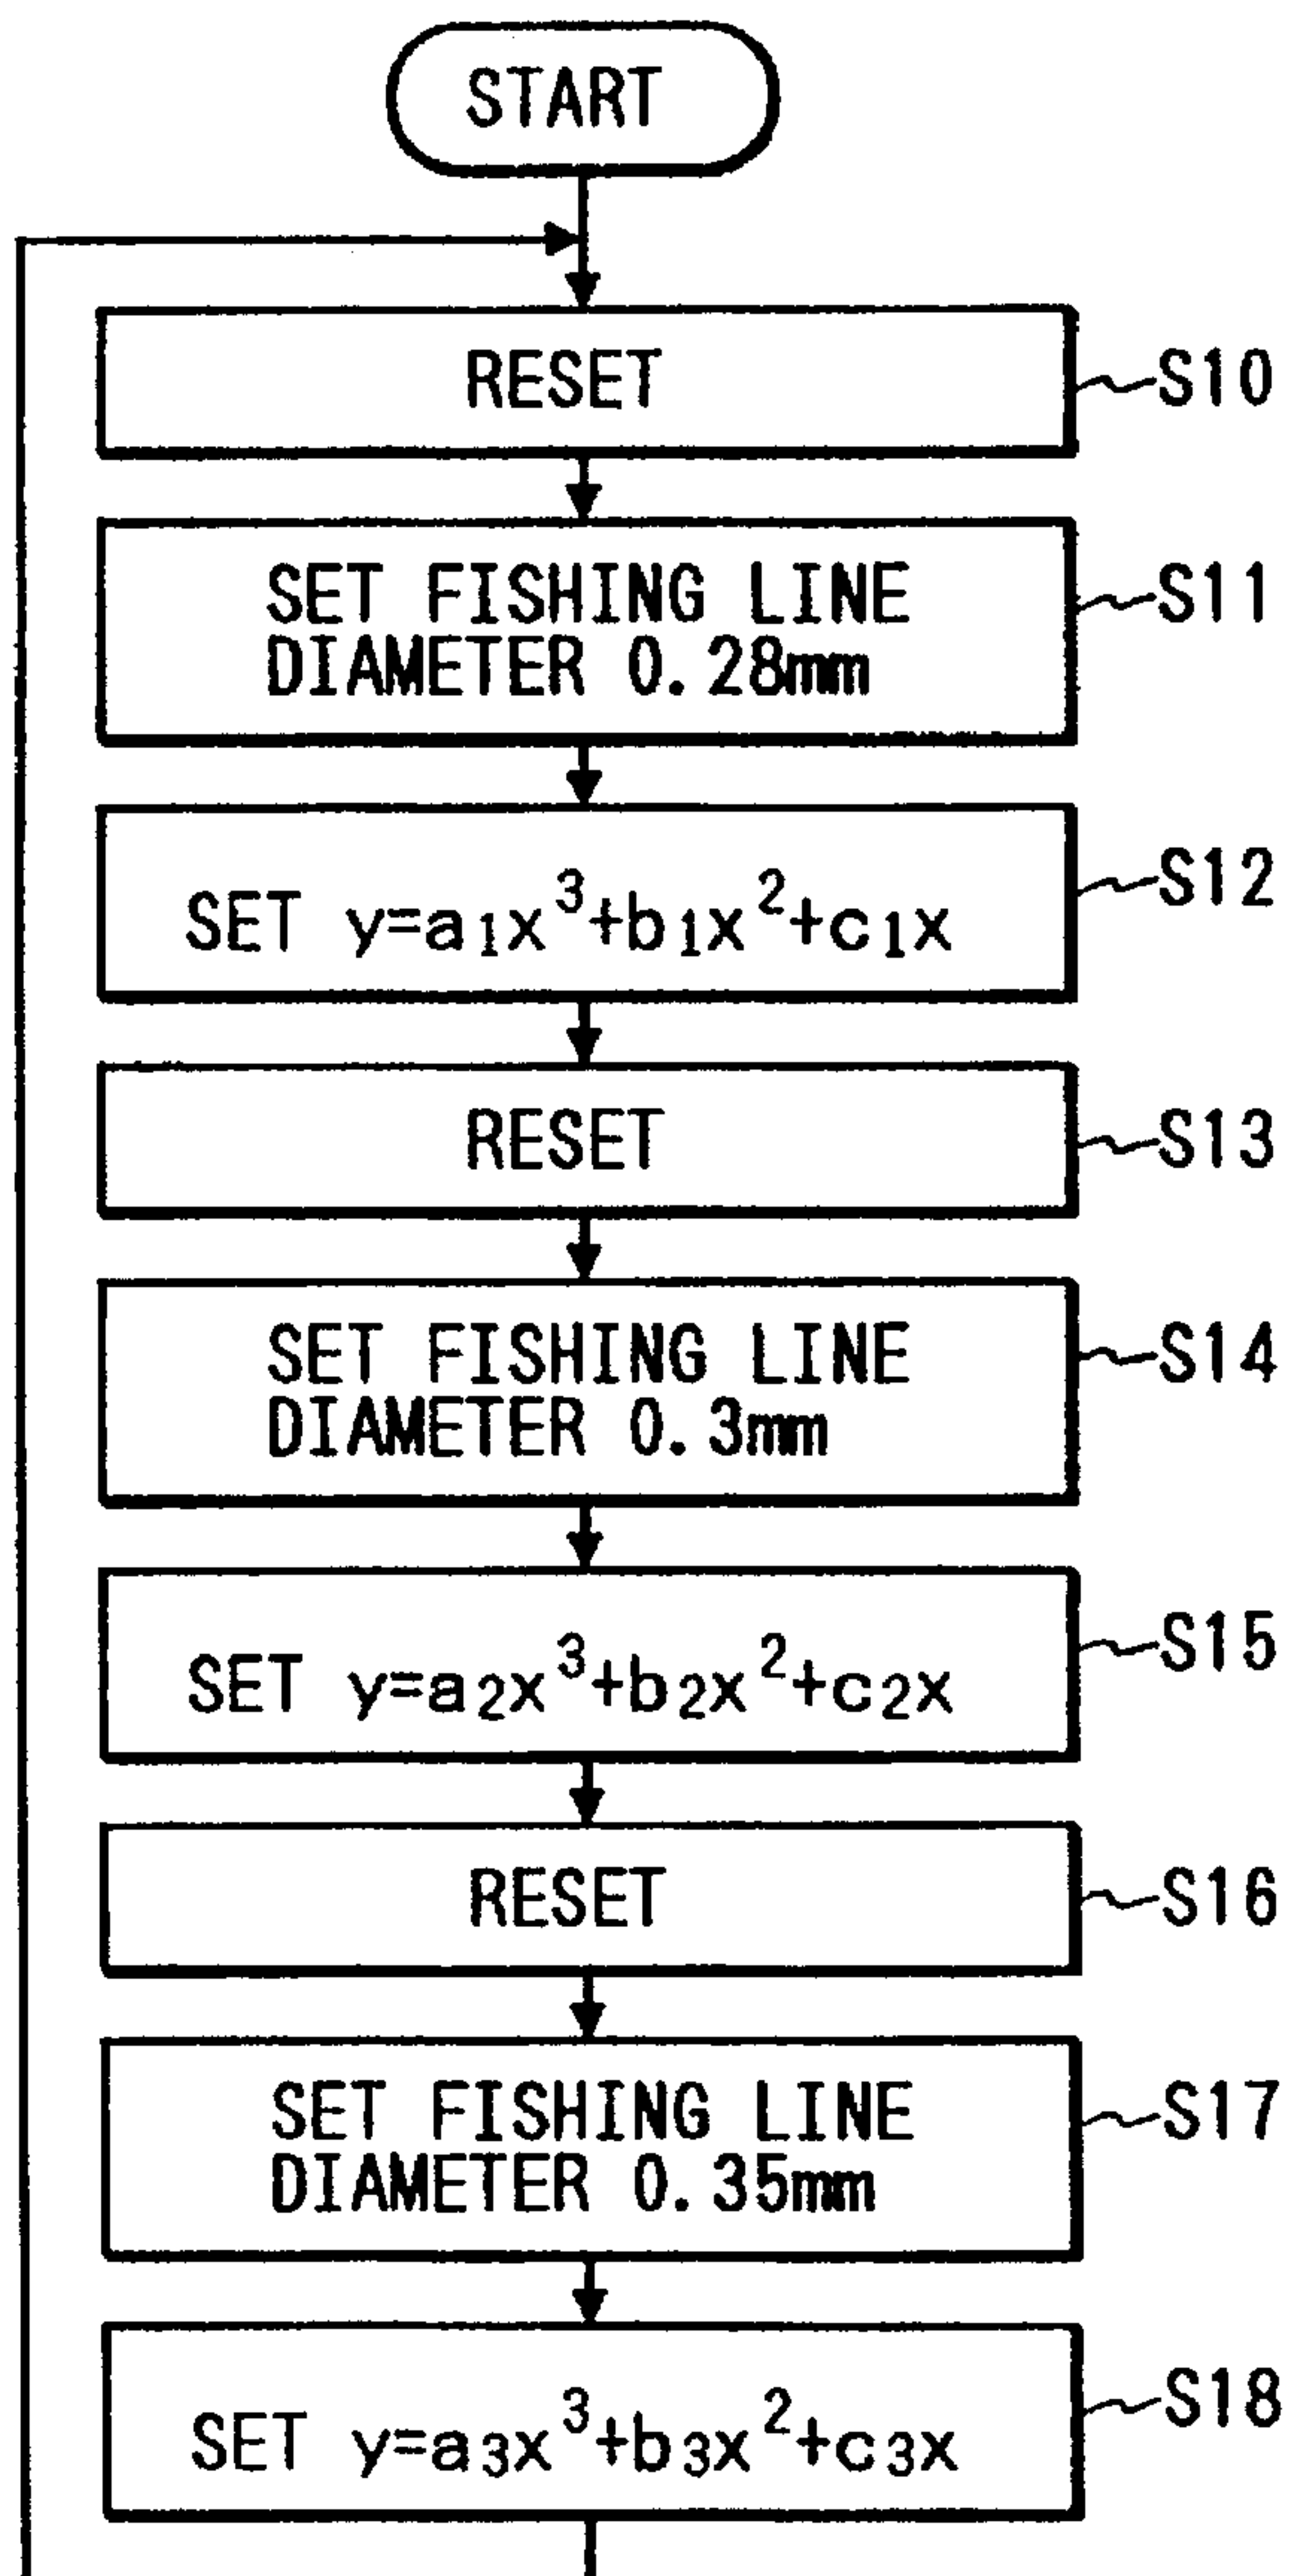 START
RESET
S10
SET FISHING LINE
DIAMETER 0.28mm
S11
SET y=a₁x³+b₁x²+c₁x
S12
RESET
S13
SET FISHING LINE
DIAMETER 0.3mm
S14
SET y=a₂x³+b₂x²+c₂x
S15
RESET
S16
SET FISHING LINE
DIAMETER 0.35mm
S17
SET y=a₃x³+b₃x²+c₃x
S18